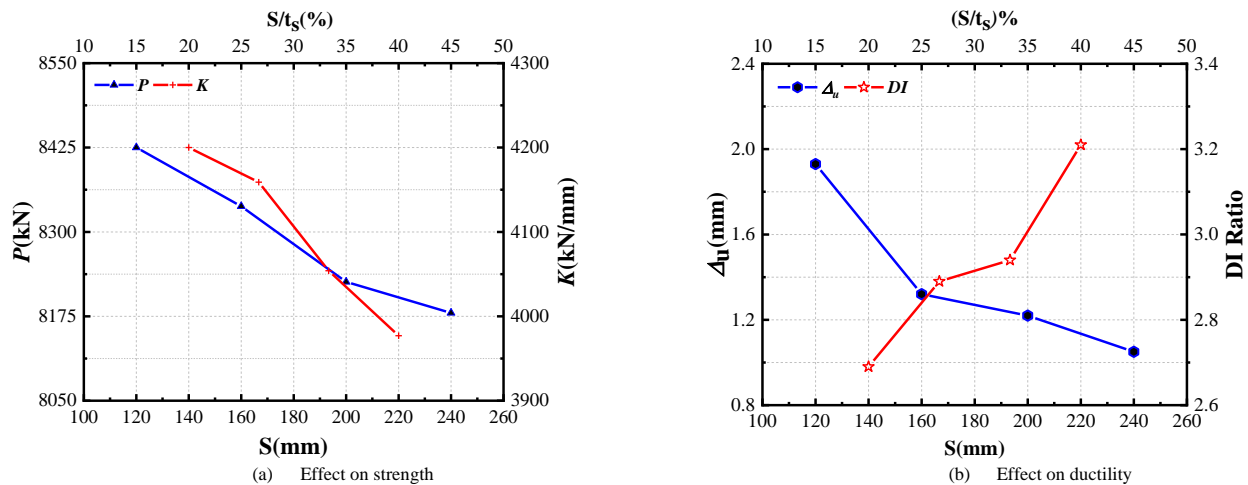 S/tS(%)
10 15 20 25 30 35 40 45 50
8550
8425
8300
8175
8050
P(kN)
P K
4300
4200
4100
4000
3900
K(kN/mm)
100 120 140 160 180 200 220 240 260
S(mm)
(a) Effect on strength
(S/ts)%
10 15 20 25 30 35 40 45 50
2.4
2.0
1.6
1.2
0.8
Δu(mm)
Δu DI
3.4
3.2
3.0
2.8
2.6
DI Ratio
100 120 140 160 180 200 220 240 260
S(mm)
(b) Effect on ductility